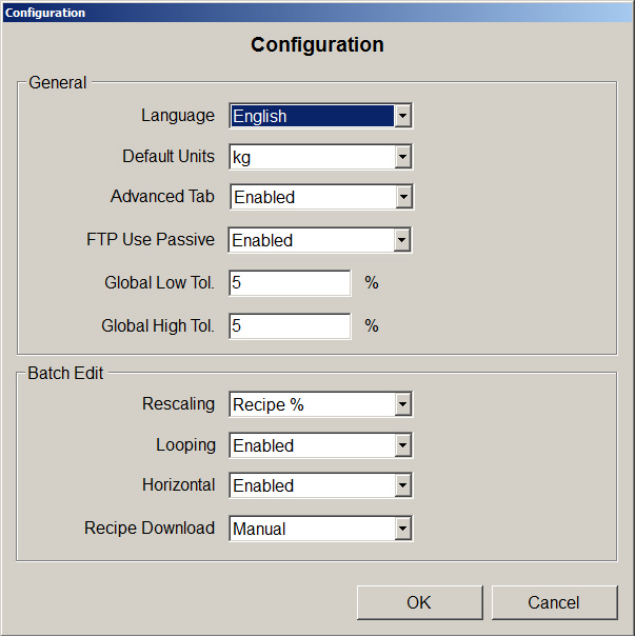 Configuration
Configuration
General
Language English
Default Units kg
Advanced Tab Enabled
FTP Use Passive Enabled
Global Low Tol. 5 %
Global High Tol. 5 %
Batch Edit
Rescaling Recipe %
Looping Enabled
Horizontal Enabled
Recipe Download Manual
OK Cancel